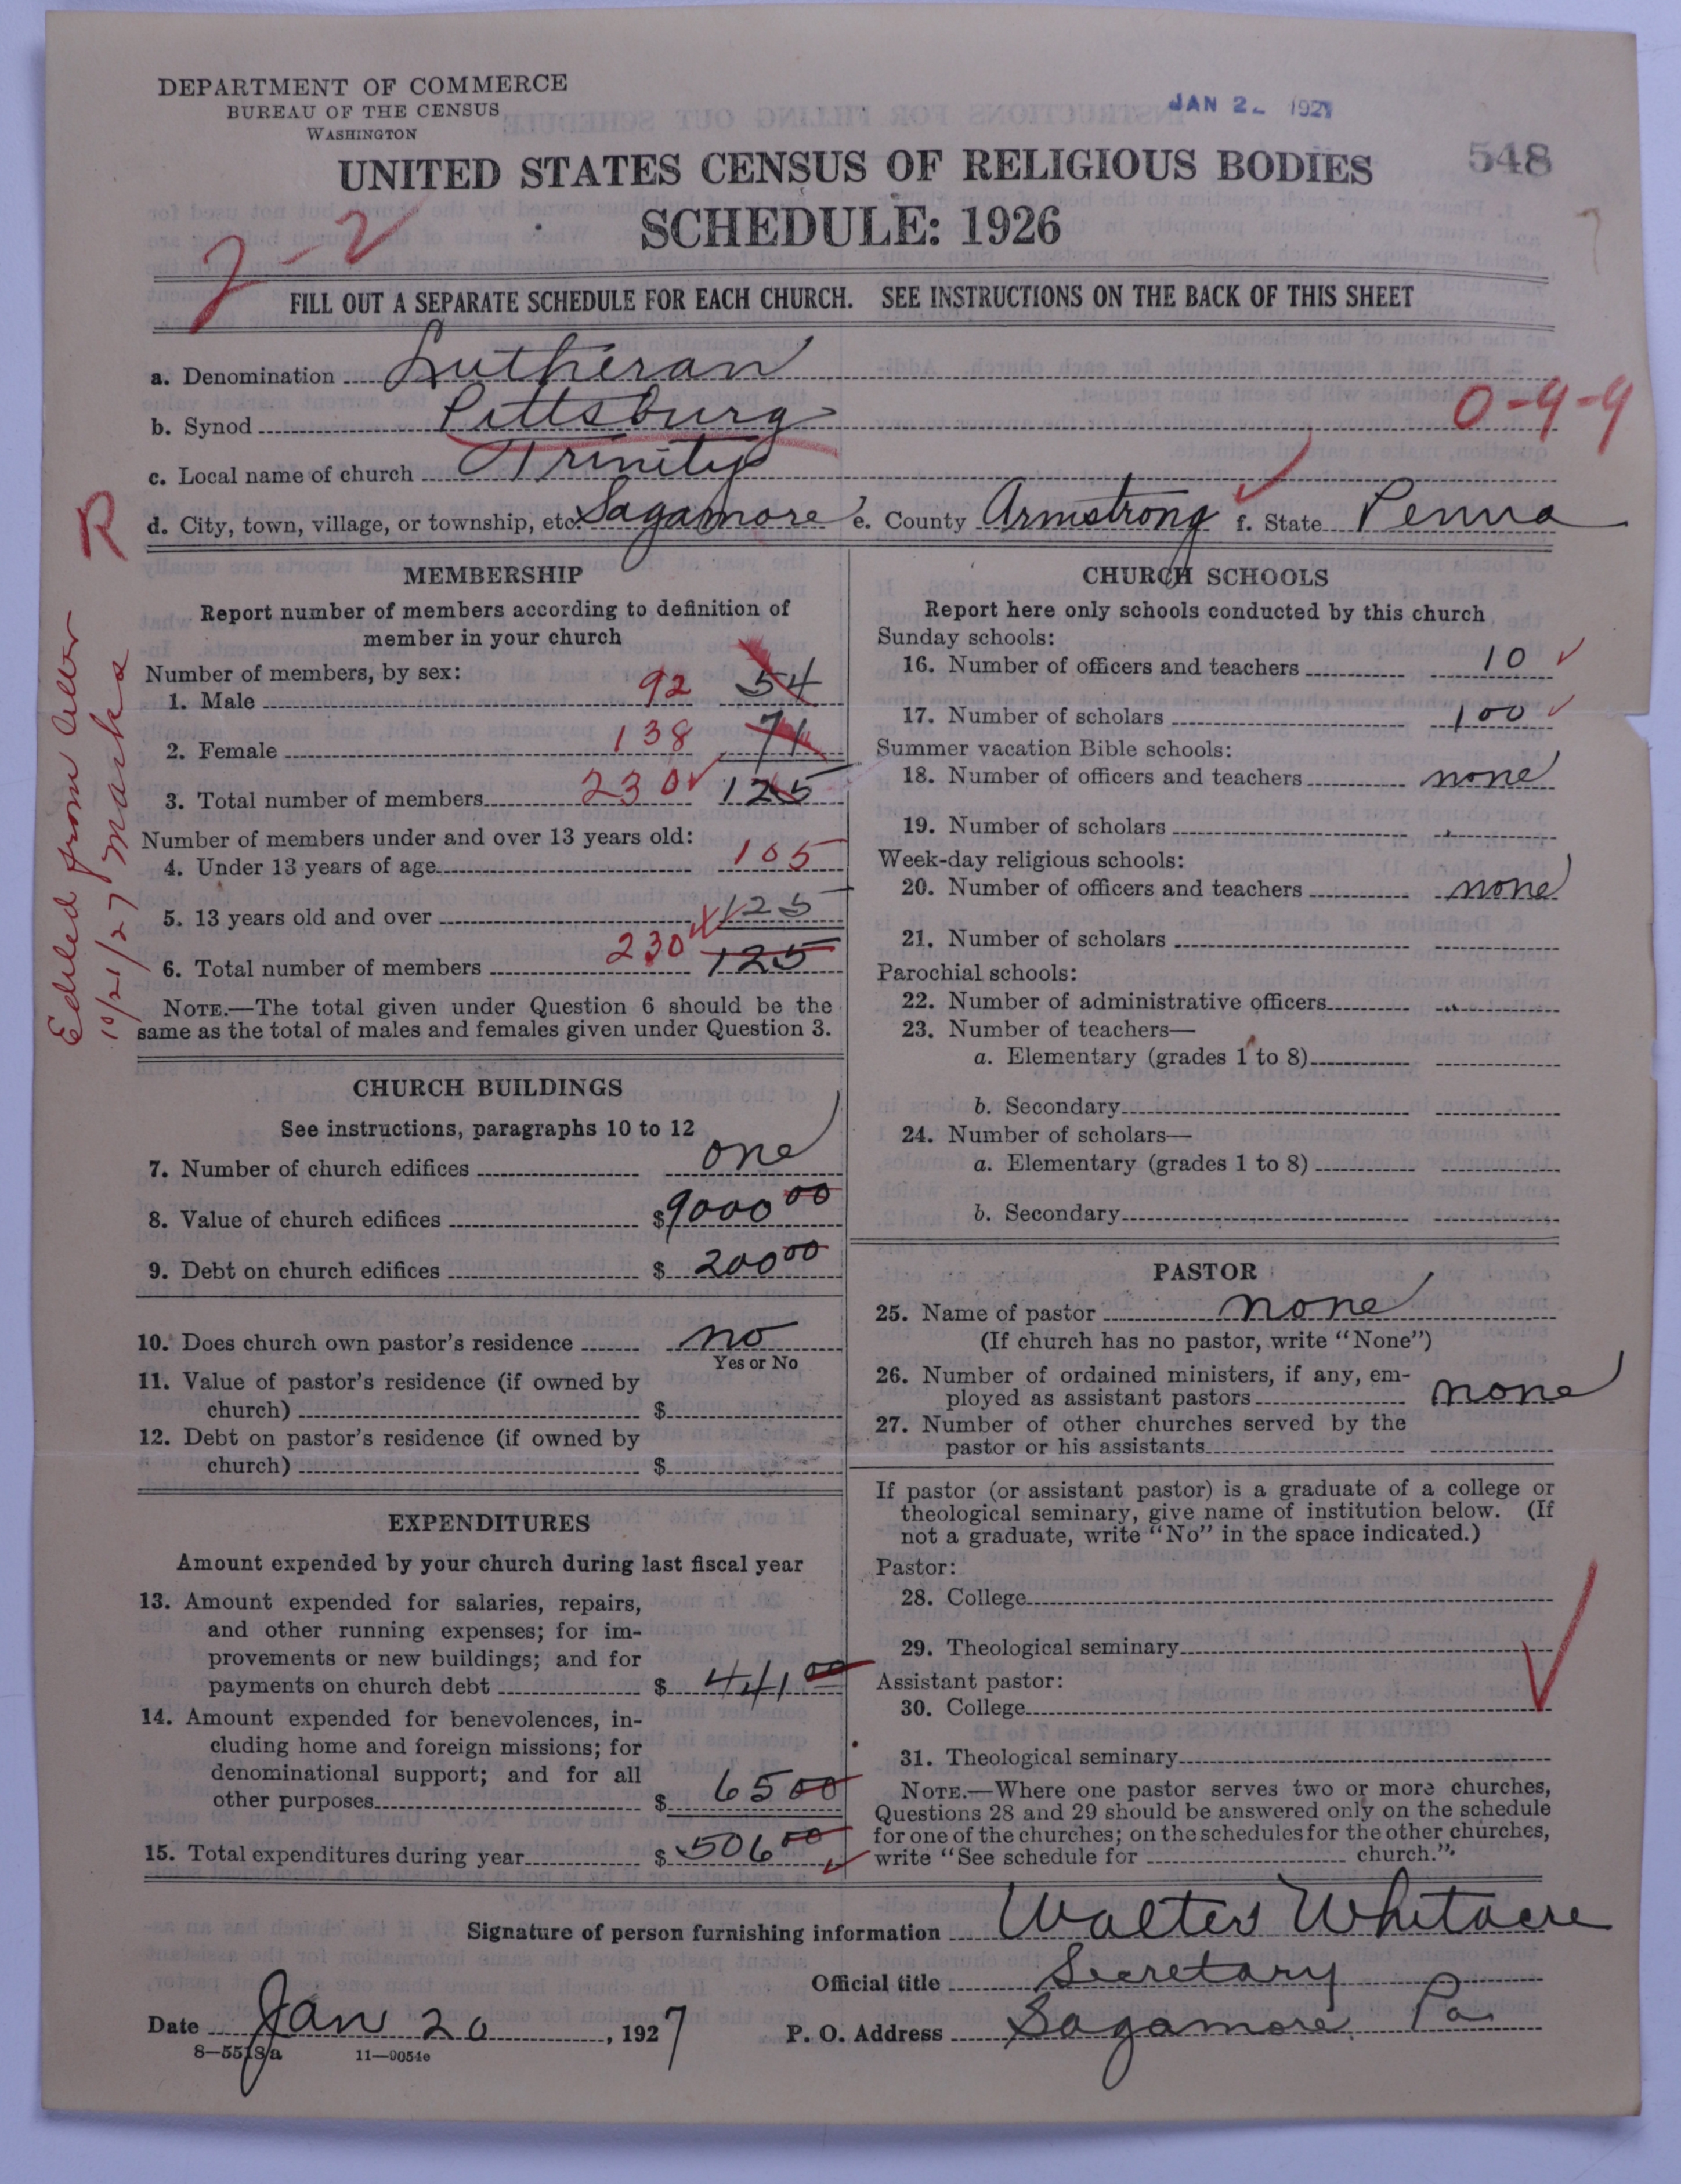 DEPARTMENT OF COMMERCE
BUREAU OF THE CENSUS
WASHINGTON
JAN 2 1927
548
UNITED STATES CENSUS OF RELIGIOUS BODIES
SCHEDULE: 1926
FILL OUT A SEPARATE SCHEDULE FOR EACH CHURCH. SEE INSTRUCTIONS ON THE BACK OF THIS SHEET
a. Denomination Lutheran
b. Synod Pittsburg 0-9-9
c. Local name of church Trinity
d. City, town, village, or township, etc. Sagamore e. County Armstrong f. State Penna
R
Edited from
10/21/27 Marks
MEMBERSHIP
Report number of members according to definition of
member in your church
Number of members, by sex:
1. Male 92 54
2. Female 138 71
3. Total number of members 230 125
Number of members under and over 13 years old:
4. Under 13 years of age 105
5. 13 years old and over 125
6. Total number of members 230 125
NOTE.—The total given under Question 6 should be the
same as the total of males and females given under Question 3.
CHURCH BUILDINGS
See instructions, paragraphs 10 to 12
7. Number of church edifices one
8. Value of church edifices $9000 00
9. Debt on church edifices $ 200 00
10. Does church own pastor's residence no
Yes or No
11. Value of pastor's residence (if owned by
church) $
12. Debt on pastor's residence (if owned by
church) $
EXPENDITURES
Amount expended by your church during last fiscal year
13. Amount expended for salaries, repairs,
and other running expenses; for im-
provements or new buildings; and for
payments on church debt $ 441 00
14. Amount expended for benevolences, in-
cluding home and foreign missions; for
denominational support; and for all
other purposes $ 65 00
15. Total expenditures during year $ 506 00
CHURCH SCHOOLS
Report here only schools conducted by this church
Sunday schools:
16. Number of officers and teachers 10
17. Number of scholars 100
Summer vacation Bible schools:
18. Number of officers and teachers none
19. Number of scholars
Week-day religious schools:
20. Number of officers and teachers none
21. Number of scholars
Parochial schools:
22. Number of administrative officers
23. Number of teachers—
a. Elementary (grades 1 to 8)
b. Secondary
24. Number of scholars—
a. Elementary (grades 1 to 8)
b. Secondary
PASTOR
25. Name of pastor none
(If church has no pastor, write "None")
26. Number of ordained ministers, if any, em-
ployed as assistant pastors none
27. Number of other churches served by the
pastor or his assistants
If pastor (or assistant pastor) is a graduate of a college or
theological seminary, give name of institution below. (If
not a graduate, write "No" in the space indicated.)
Pastor:
28. College
29. Theological seminary
Assistant pastor:
30. College
31. Theological seminary
NOTE.—Where one pastor serves two or more churches,
Questions 28 and 29 should be answered only on the schedule
for one of the churches; on the schedules for the other churches,
write "See schedule for church."
Signature of person furnishing information Walter Whitacre
Official title Secretary
Date Jan 20, 1927 P. O. Address Sagamore. Pa
8—5518a 11—9054c